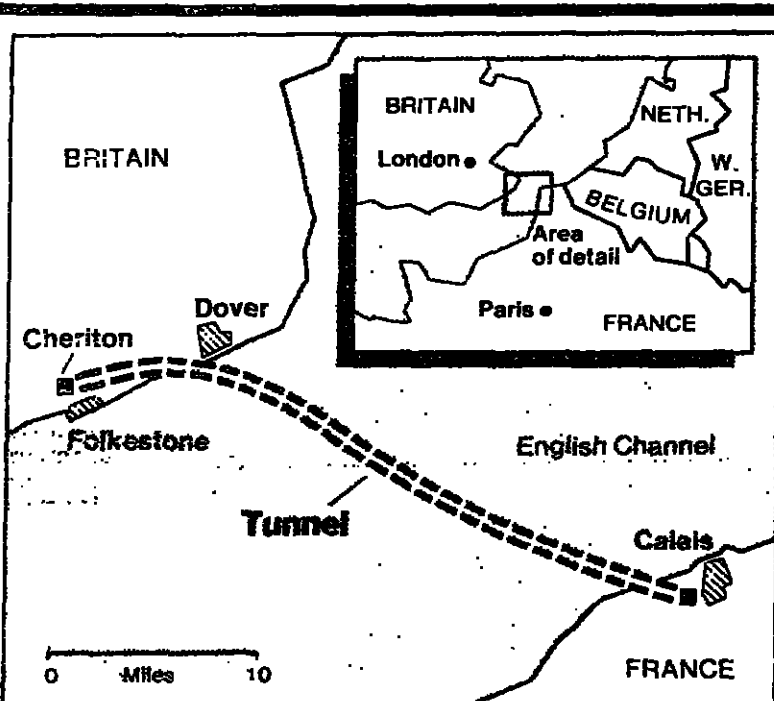 BRITAIN
Dover
Cheriton
Folkestone
Tunnel
English Channel
Calais
FRANCE
0 Miles 10
BRITAIN
London
NETH.
W.
GER.
BELGIUM
Area
of detail
Paris
FRANCE